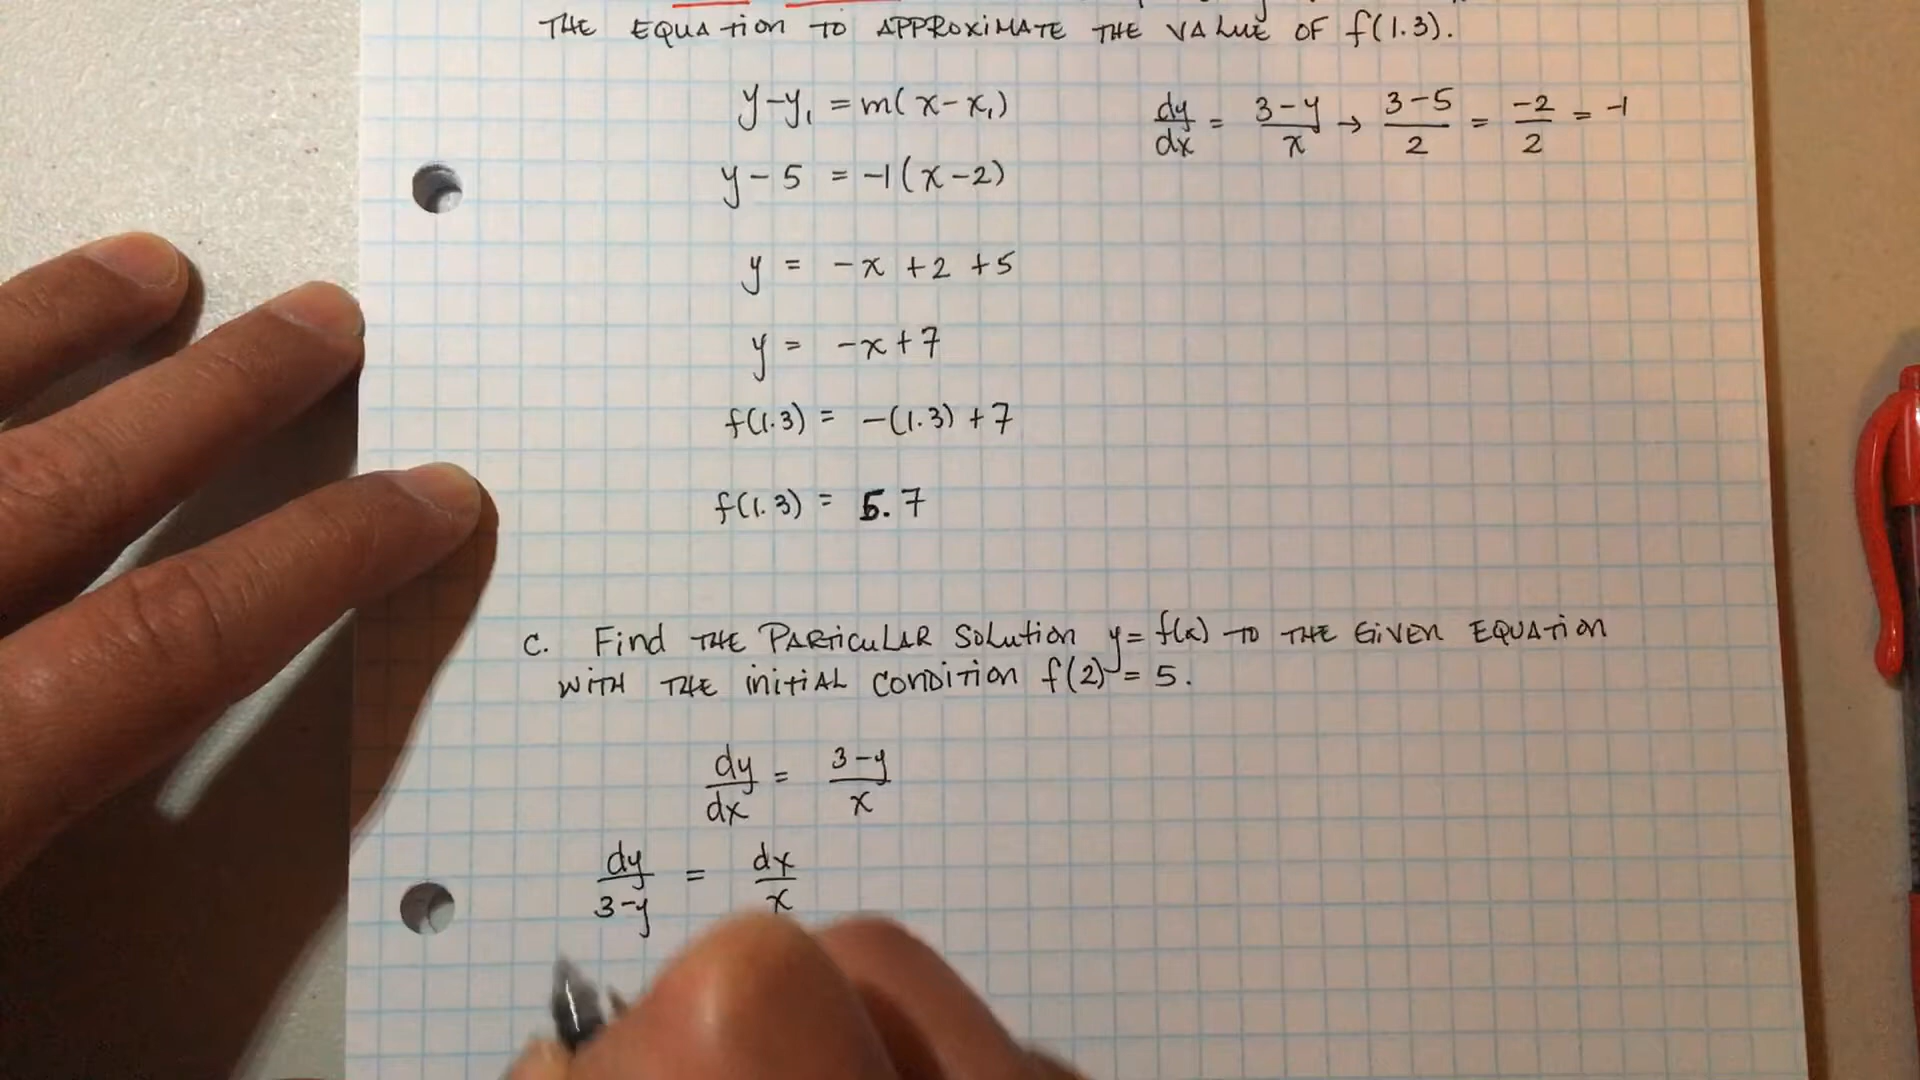 THE EQUATION TO APPROXIMATE THE VALUE OF f(1.3).
y-y₁ = m(x-x₁)
dy/dx = 3-y/x → 3-5/2 = -2/2 = -1
y-5 = -1(x-2)
y = -x+2+5
y = -x+7
f(1.3) = -(1.3)+7
f(1.3) = 5.7
C. Find THE PARTICULAR Solution y= f(x) TO THE GIVEN EQUATION
WITH THE initiAL CONDITION f(2) = 5.
dy/dx = 3-y/x
dy/3-y = dx/x